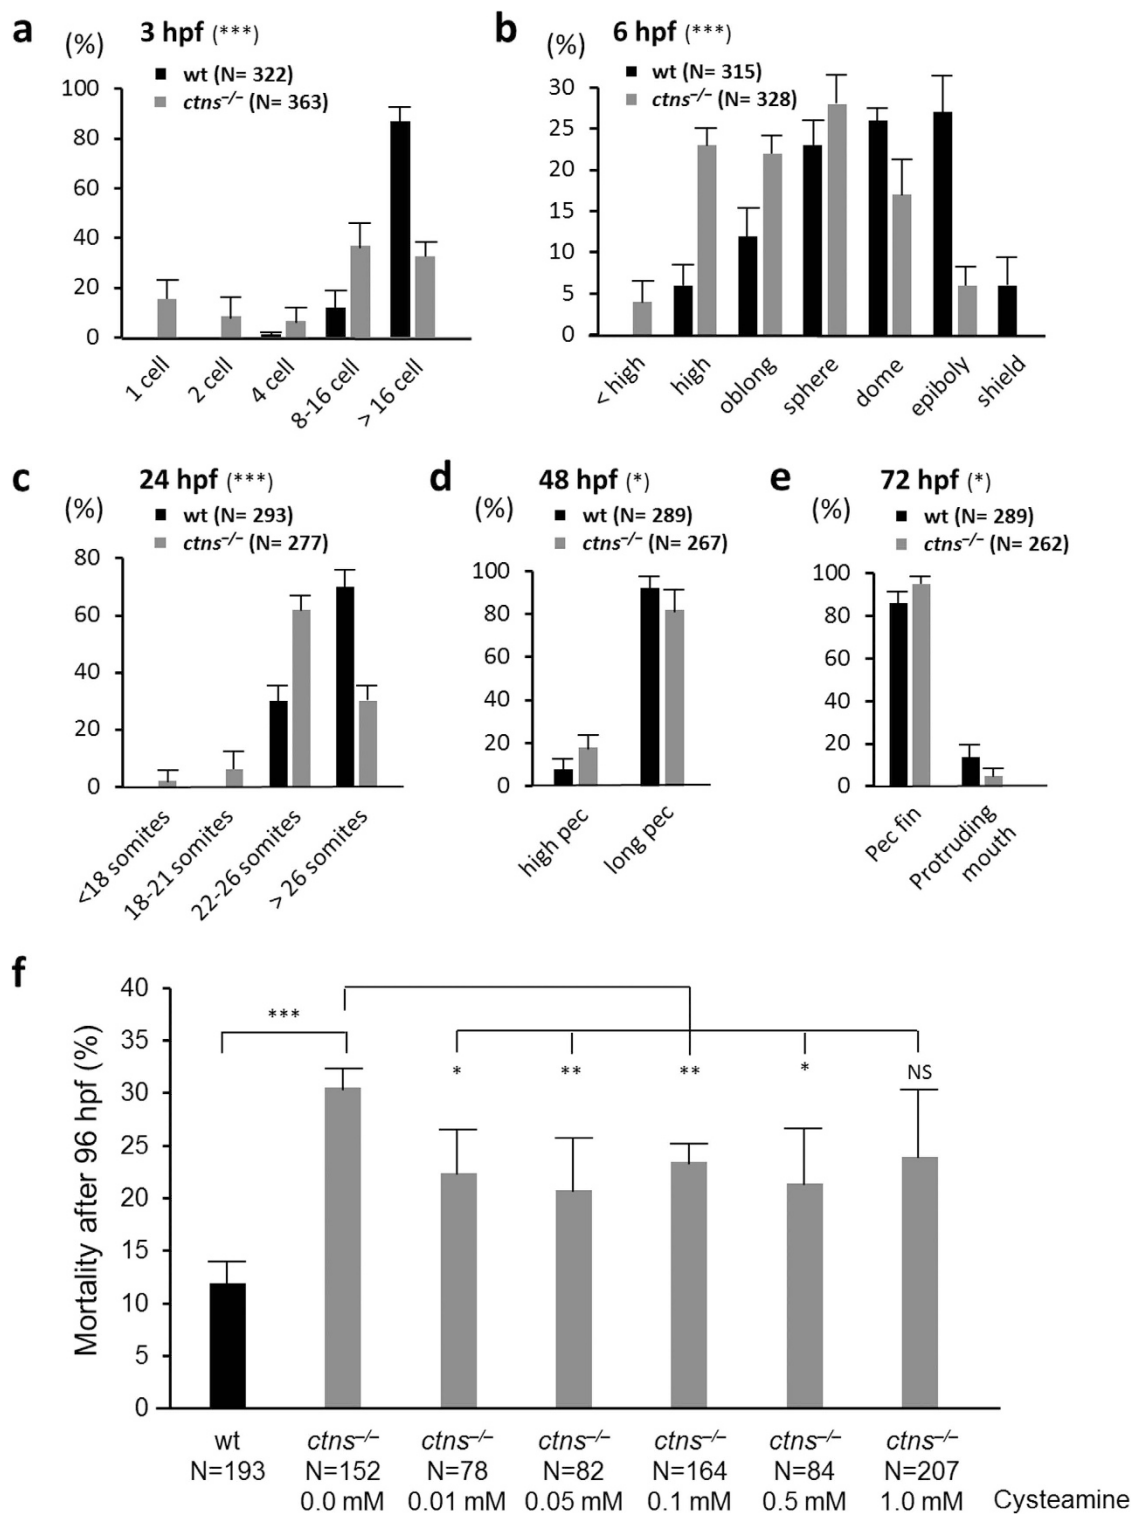 a
3 hpf (***)
(%)
wt (N= 322)
ctns−/− (N= 363)
100
80
60
40
20
0
1 cell
2 cell
4 cell
8-16 cell
> 16 cell
b
6 hpf (***)
(%)
wt (N= 315)
ctns−/− (N= 328)
30
25
20
15
10
5
0
< high
high
oblong
sphere
dome
epiboly
shield
c
24 hpf (***)
(%)
wt (N= 293)
ctns−/− (N= 277)
80
60
40
20
0
<18 somites
18-21 somites
22-26 somites
> 26 somites
d
48 hpf (*)
(%)
wt (N= 289)
ctns−/− (N= 267)
100
80
60
40
20
0
high pec
long pec
e
72 hpf (*)
(%)
wt (N= 289)
ctns−/− (N= 262)
100
80
60
40
20
0
Pec fin
Protruding
mouth
f
Mortality after 96 hpf (%)
40
35
30
25
20
15
10
5
0
***
*
**
**
*
NS
wt ctns−/− ctns−/− ctns−/− ctns−/− ctns−/− ctns−/−
N=193 N=152 N=78 N=82 N=164 N=84 N=207
0.0 mM 0.01 mM 0.05 mM 0.1 mM 0.5 mM 1.0 mM Cysteamine